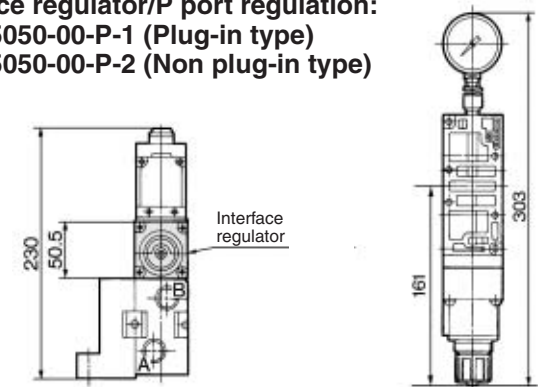 ce regulator/P port regulation:
5050-00-P-1 (Plug-in type)
5050-00-P-2 (Non plug-in type)
Interface
regulator
230
50.5
B
A
161
303